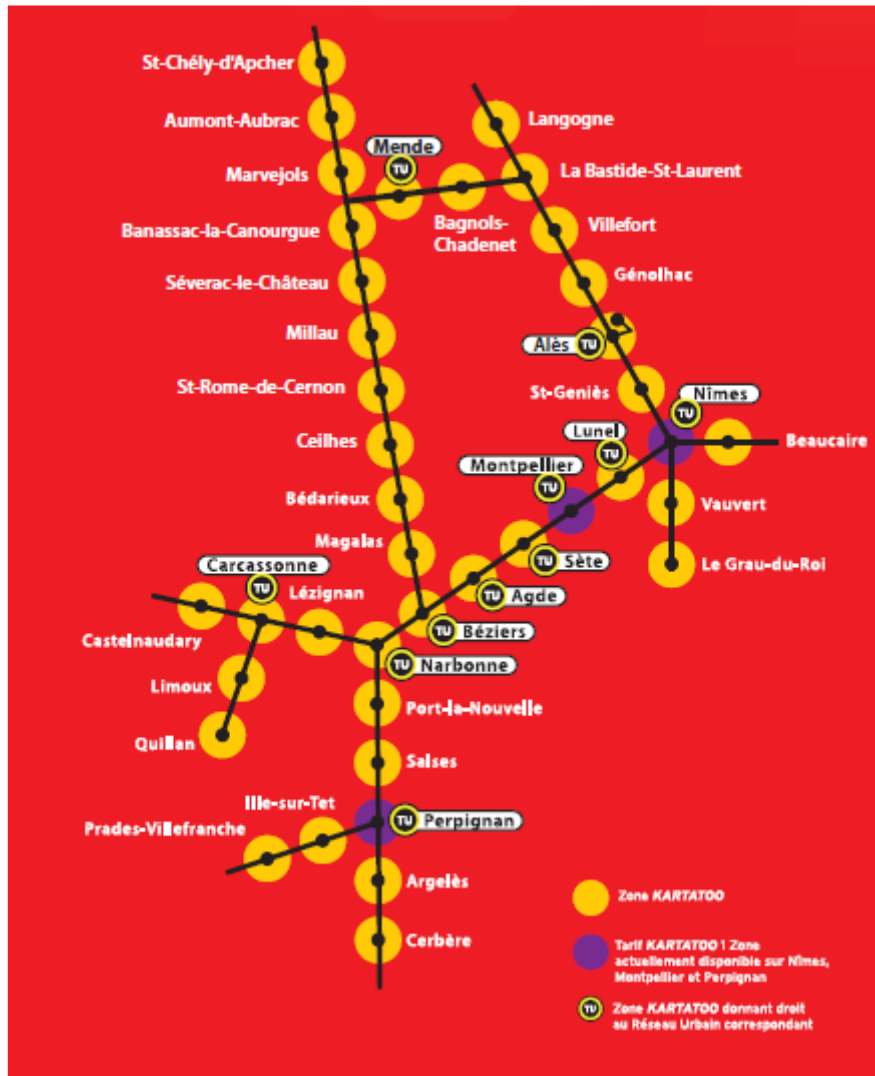 St-Chély-d'Apcher
Aumont-Aubrac
Langogne
Mende
TU
Marvejols
La Bastide-St-Laurent
Banassac-la-Canourgue
Bagnols-
Chadenet
Villefort
Séverac-le-Château
Génolhac
Millau
Alès TU
St-Rome-de-Cernon
St-Geniès
Nîmes
TU
Ceilhes
Lunel
TU
Beaucaire
Montpellier
TU
Bédarieux
Vauvert
Magalas
TU Sète
Le Grau-du-Roi
Carcassonne
TU
Lézignan
TU Agde
Castelnaudary
TU Béziers
TU Narbonne
Limoux
Port-la-Nouvelle
Quillan
Salses
Ille-sur-Tet
Prades-Villefranche
TU Perpignan
Argelès
Cerbère
Zone KARTATOO
Tarif KARTATOO 1 Zone
actuellement disponible sur Nîmes,
Montpellier et Perpignan
TU Zone KARTATOO donnant droit
au Réseau Urbain correspondant